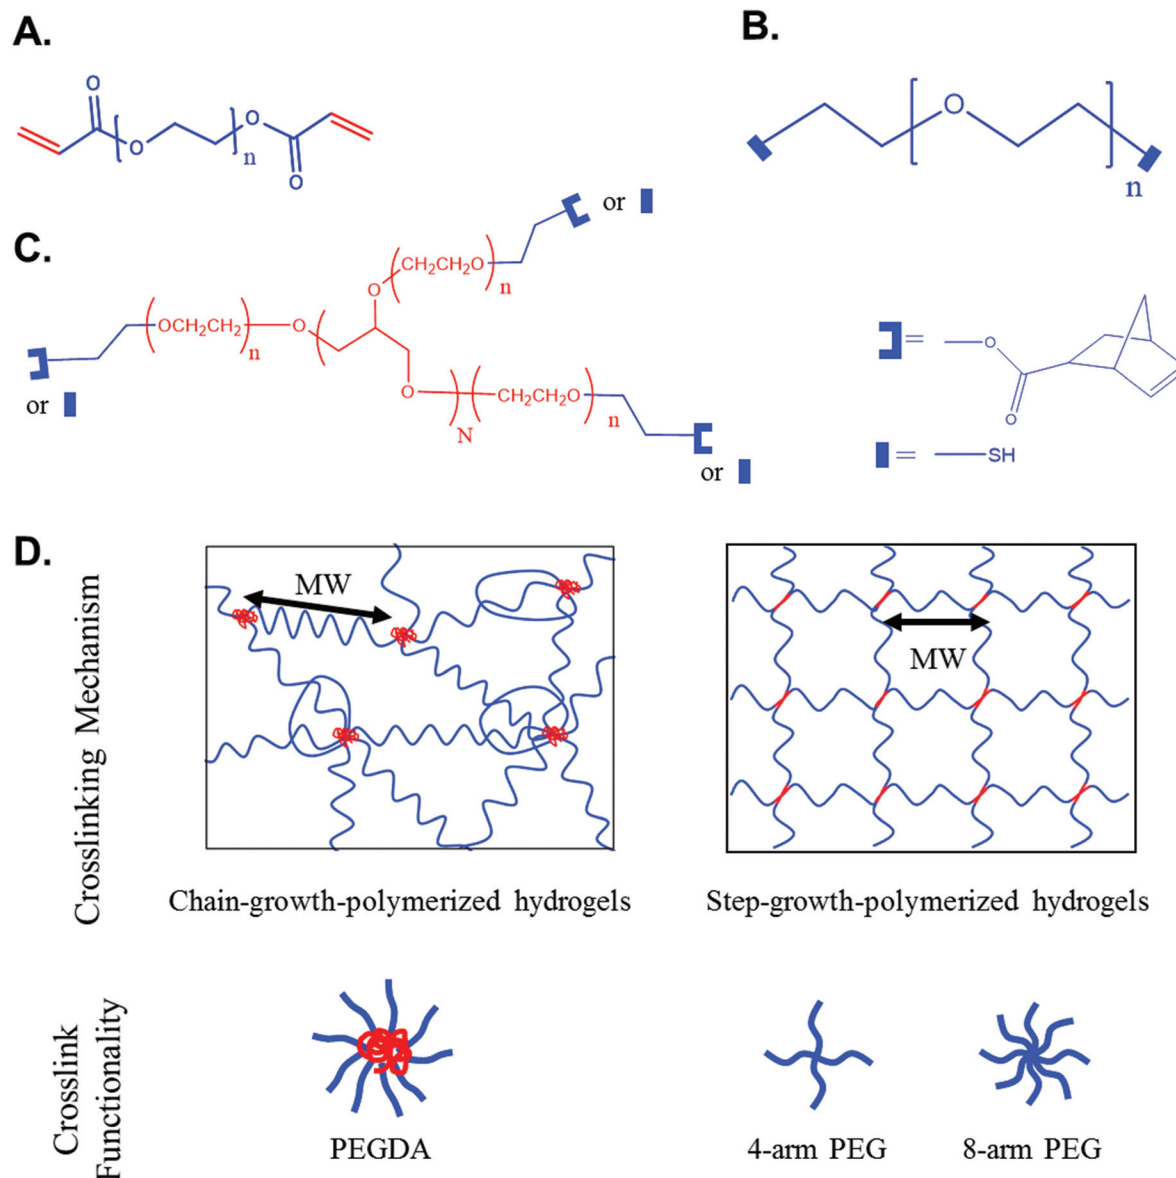 A.
B.
O
O
O
O
n
O
n
C.
or
CH₂CH₂O
n
O
OCH₂CH₂
n
O
O
CH₂CH₂O
n
N
or
or
=
O
O
= SH
D.
Crosslinking Mechanism
MW
MW
Chain-growth-polymerized hydrogels
Step-growth-polymerized hydrogels
Crosslink
Functionality
PEGDA
4-arm PEG
8-arm PEG